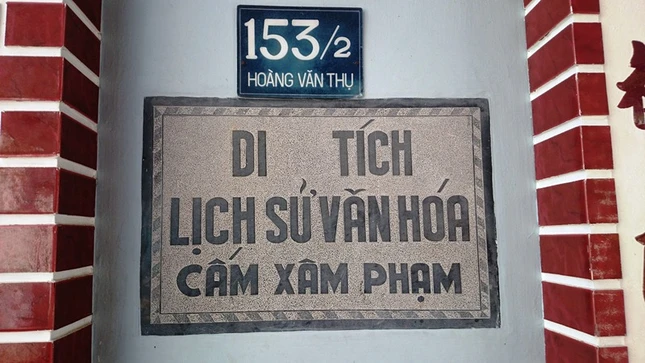 153/2
HOÀNG VĂN THỤ
DI TÍCH
LỊCH SỬ VĂN HÓA
CẤM XÂM PHẠM